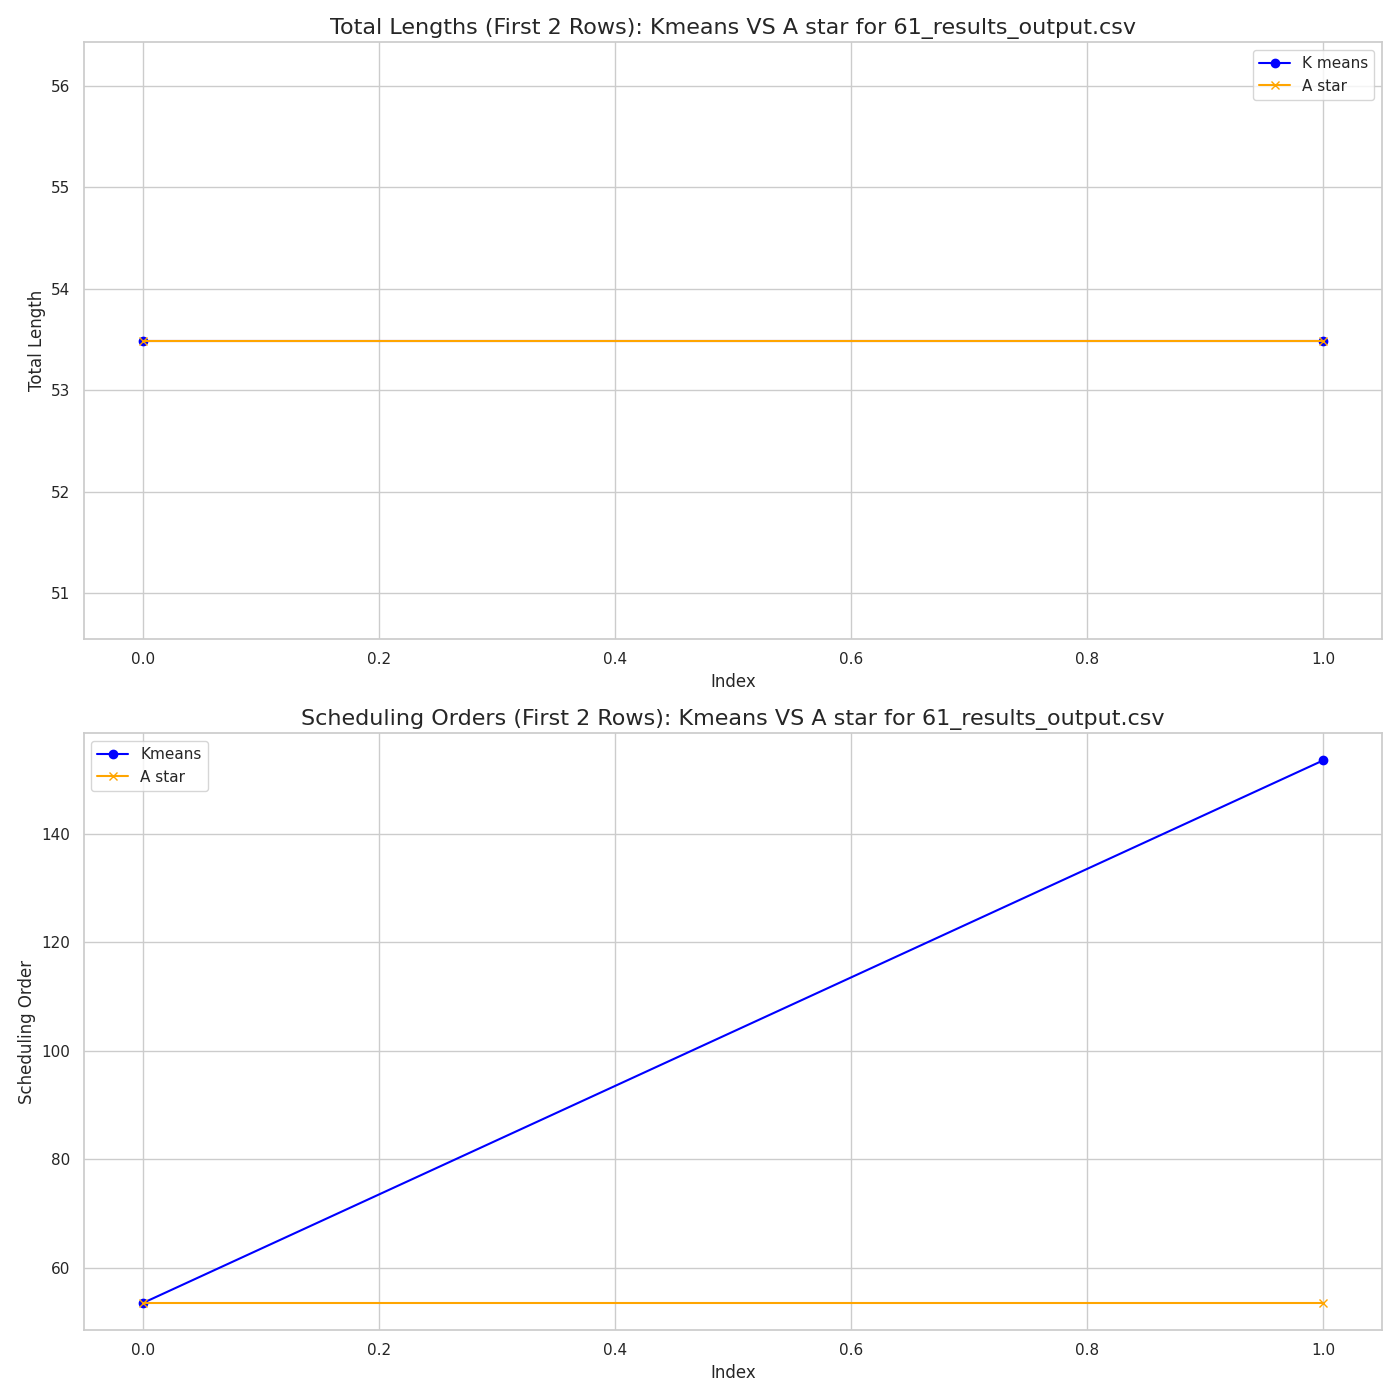 Total Lengths (First 2 Rows): Kmeans VS A star for 61_results_output.csv
K means
A star
56
55
54
53
52
51
Total Length
0.0 0.2 0.4 0.6 0.8 1.0
Index
Scheduling Orders (First 2 Rows): Kmeans VS A star for 61_results_output.csv
Kmeans
A star
140
120
100
80
60
Scheduling Order
0.0 0.2 0.4 0.6 0.8 1.0
Index